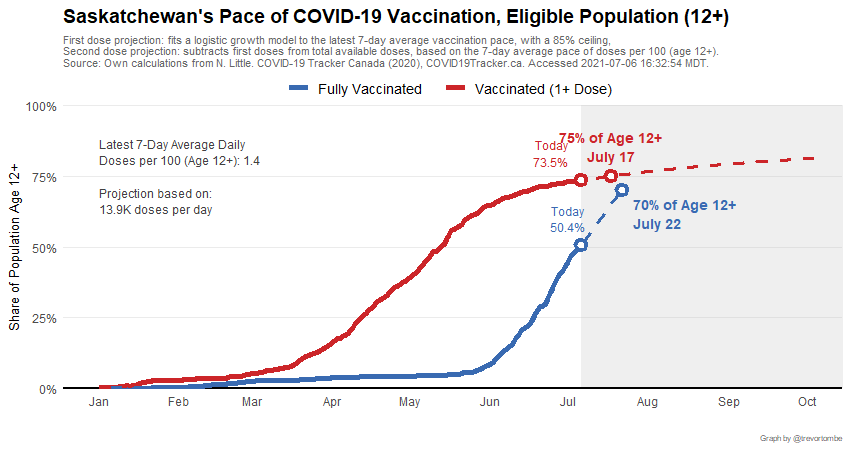 Saskatchewan's Pace of COVID-19 Vaccination, Eligible Population (12+)
First dose projection: fits a logistic growth model to the latest 7-day average vaccination pace, with a 85% ceiling,
Second dose projection: subtracts first doses from total available doses, based on the 7-day average pace of doses per 100 (age 12+).
Source: Own calculations from N. Little. COVID-19 Tracker Canada (2020), COVID19Tracker.ca. Accessed 2021-07-06 16:32:54 MDT.
Fully Vaccinated
Vaccinated (1+ Dose)
100%
75%
50%
25%
0%
Share of Population, Age 12+
Latest 7-Day Average Daily
Doses per 100 (Age 12+): 1.4
Projection based on:
13.9K doses per day
Today
73.5%
75% of Age 12+
July 17
Today
50.4%
70% of Age 12+
July 22
Jan
Feb
Mar
Apr
May
Jun
Jul
Aug
Sep
Oct
Graph by @trevortombe